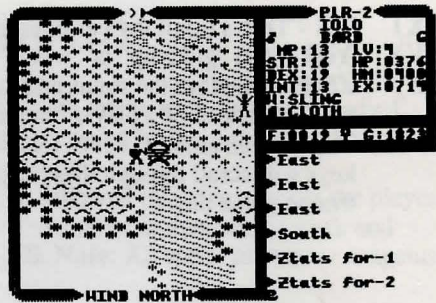 PLR-2
IOLO
BARD
MP:13 LV:4
STR:16 HP:0376
DEX:19 HM:0400
INT:13 EX:0714
W:SLING
A:CLOTH
F:0019 Y G:1023
East
East
East
South
Ztats for-1
Ztats for-2
WIND NORTH